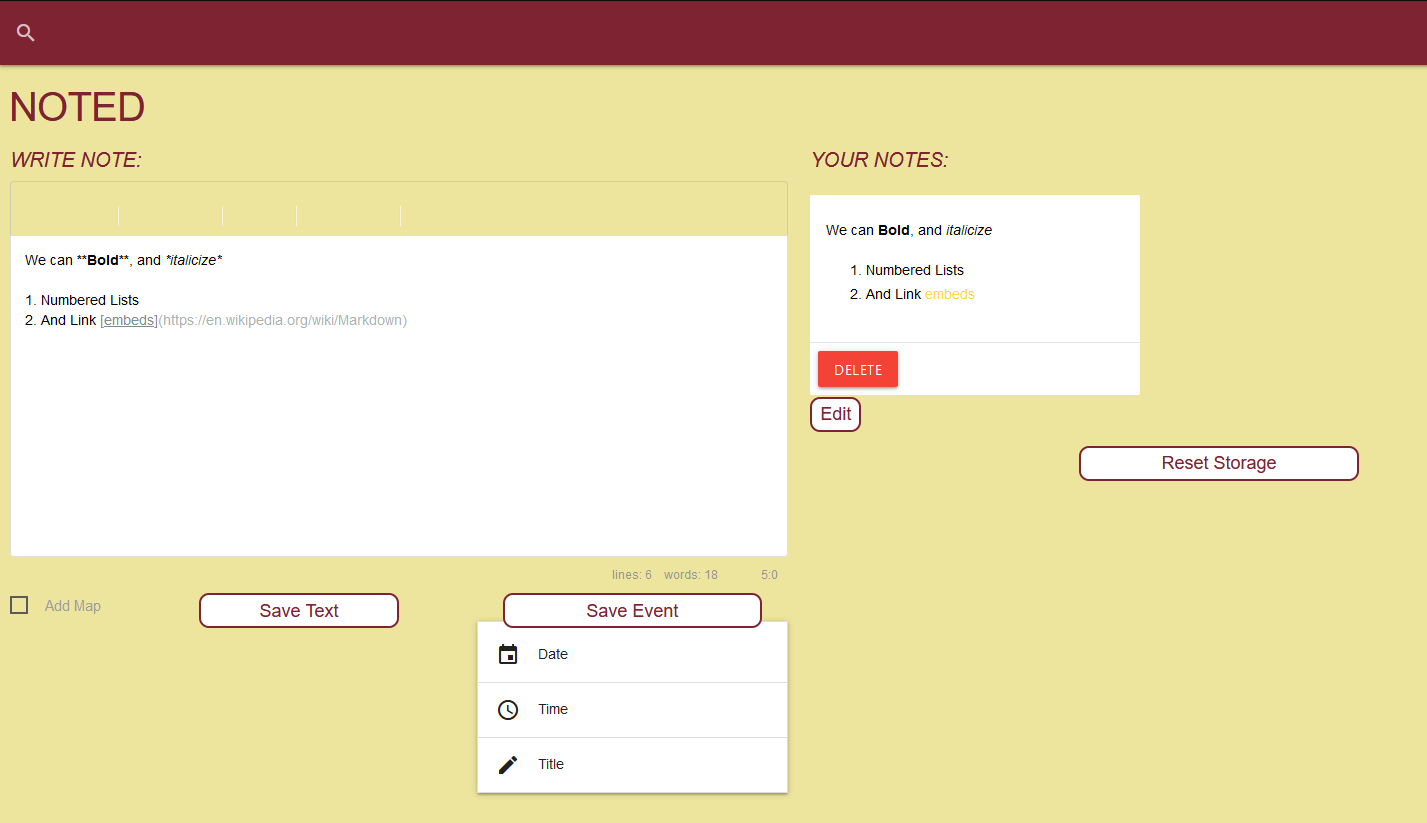 NOTED
WRITE NOTE:
We can **Bold**, and *italicize*
1. Numbered Lists
2. And Link [embeds](https://en.wikipedia.org/wiki/Markdown)
lines: 6 words: 18 5:0
Add Map
Save Text
Save Event
Date
Time
Title
YOUR NOTES:
We can Bold, and italicize
1. Numbered Lists
2. And Link embeds
DELETE
Edit
Reset Storage